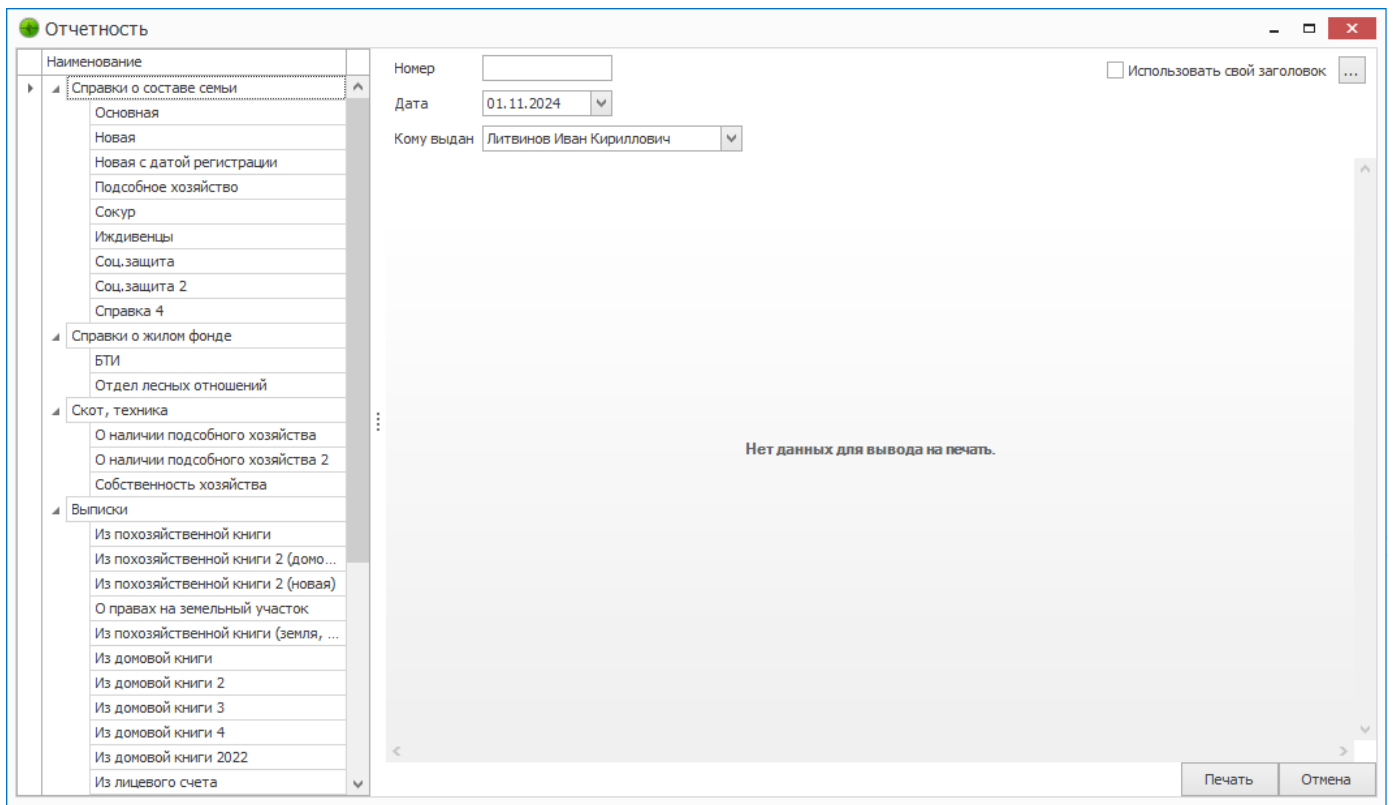 Отчетность
Наименование
Справки о составе семьи
Основная
Новая
Новая с датой регистрации
Подсобное хозяйство
Сокур
Иждивенцы
Соц.защита
Соц.защита 2
Справка 4
Справки о жилом фонде
БТИ
Отдел лесных отношений
Скот, техника
О наличии подсобного хозяйства
О наличии подсобного хозяйства 2
Собственность хозяйства
Выписки
Из похозяйственной книги
Из похозяйственной книги 2 (домо...
Из похозяйственной книги 2 (новая)
О правах на земельный участок
Из похозяйственной книги (земля, ...
Из домовой книги
Из домовой книги 2
Из домовой книги 3
Из домовой книги 4
Из домовой книги 2022
Из лицевого счета
Номер
Использовать свой заголовок ...
Дата 01.11.2024
Кому выдан Литвинов Иван Кириллович
Нет данных для вывода на печать.
Печать Отмена